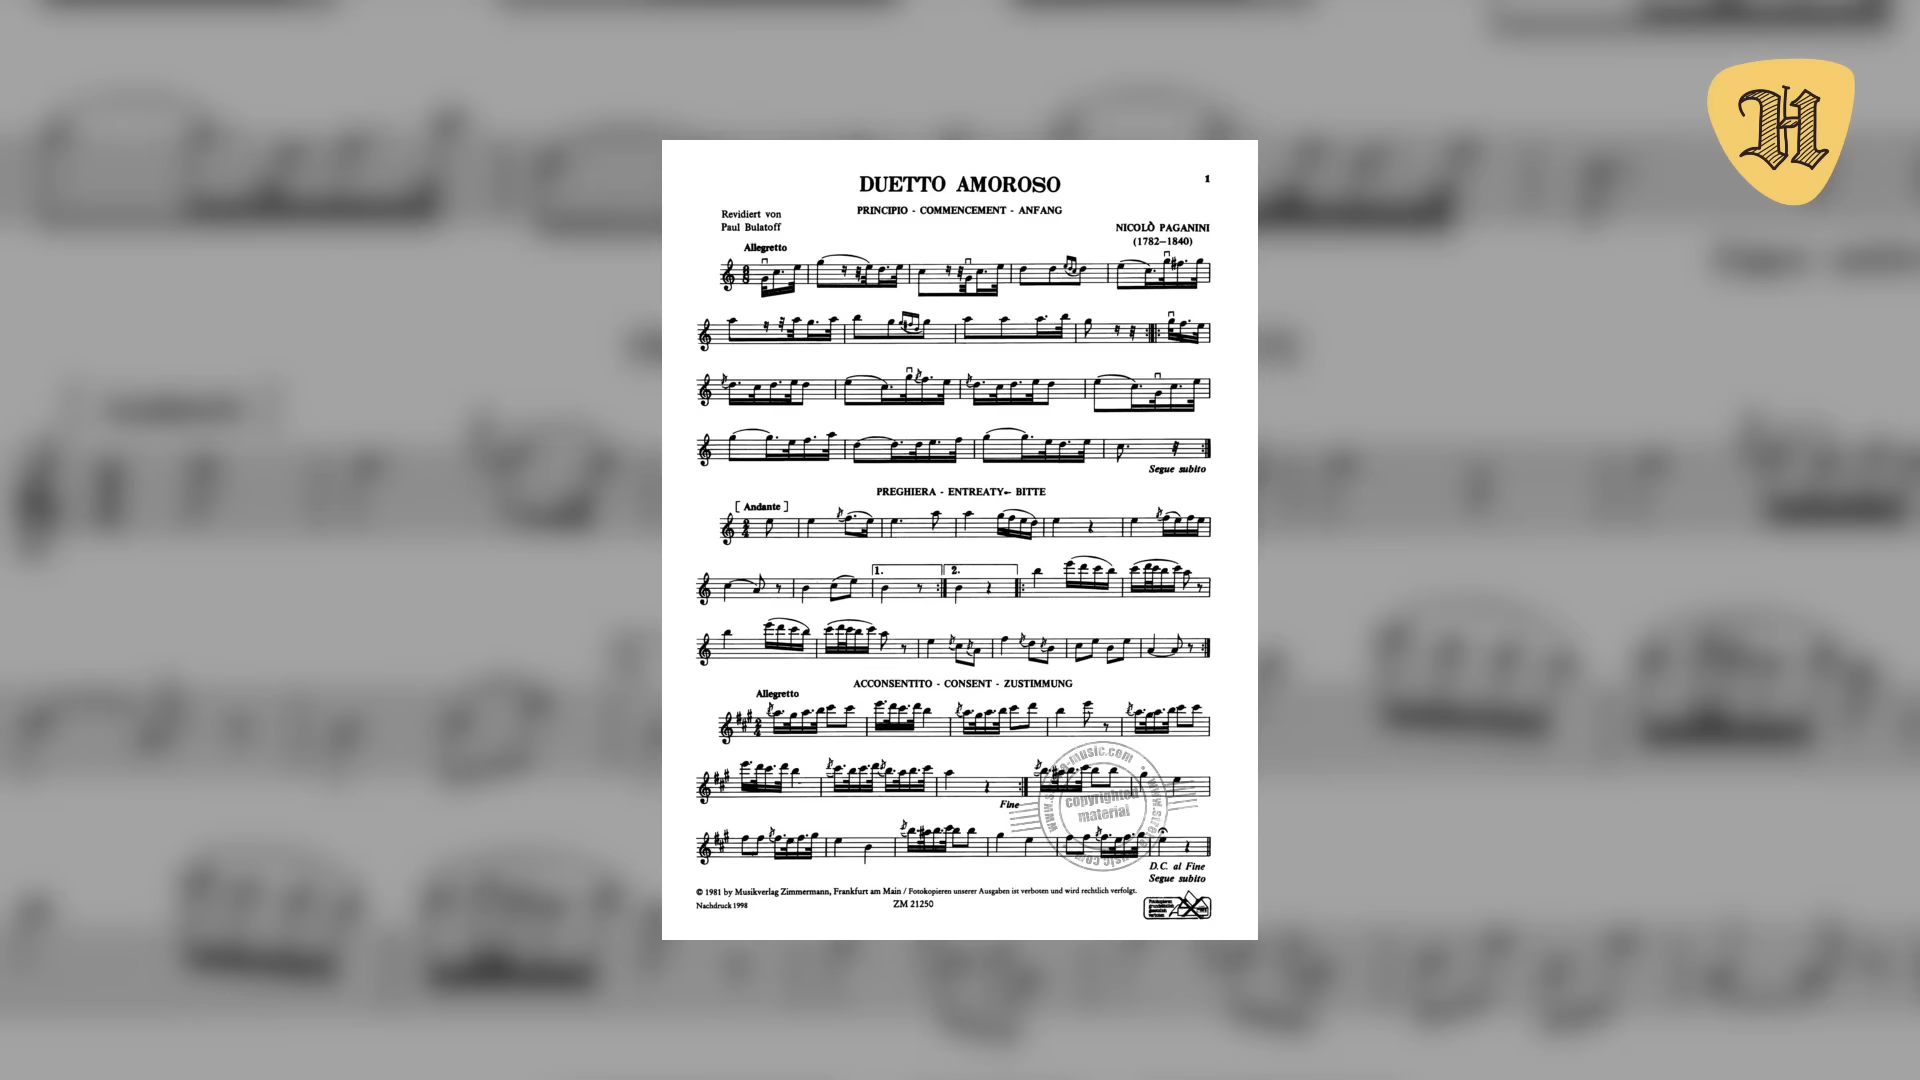 H
DUETTO AMOROSO
1
PRINCIPIO - COMMENCEMENT - ANFANG
Revidiert von
Paul Bulatoff
NICOLÒ PAGANINI
(1782–1840)
Allegretto
Segue subito
PREGHIERA - ENTREATY - BITTE
[ Andante ]
1.
2.
ACCONSENTITO - CONSENT - ZUSTIMMUNG
Allegretto
Fine
copyrighted
material
D.C. al Fine
Segue subito
© 1981 by Musikverlag Zimmermann, Frankfurt am Main / Fotokopieren unserer Ausgaben ist verboten und wird rechtlich verfolgt.
Nachdruck 1998
ZM 21250